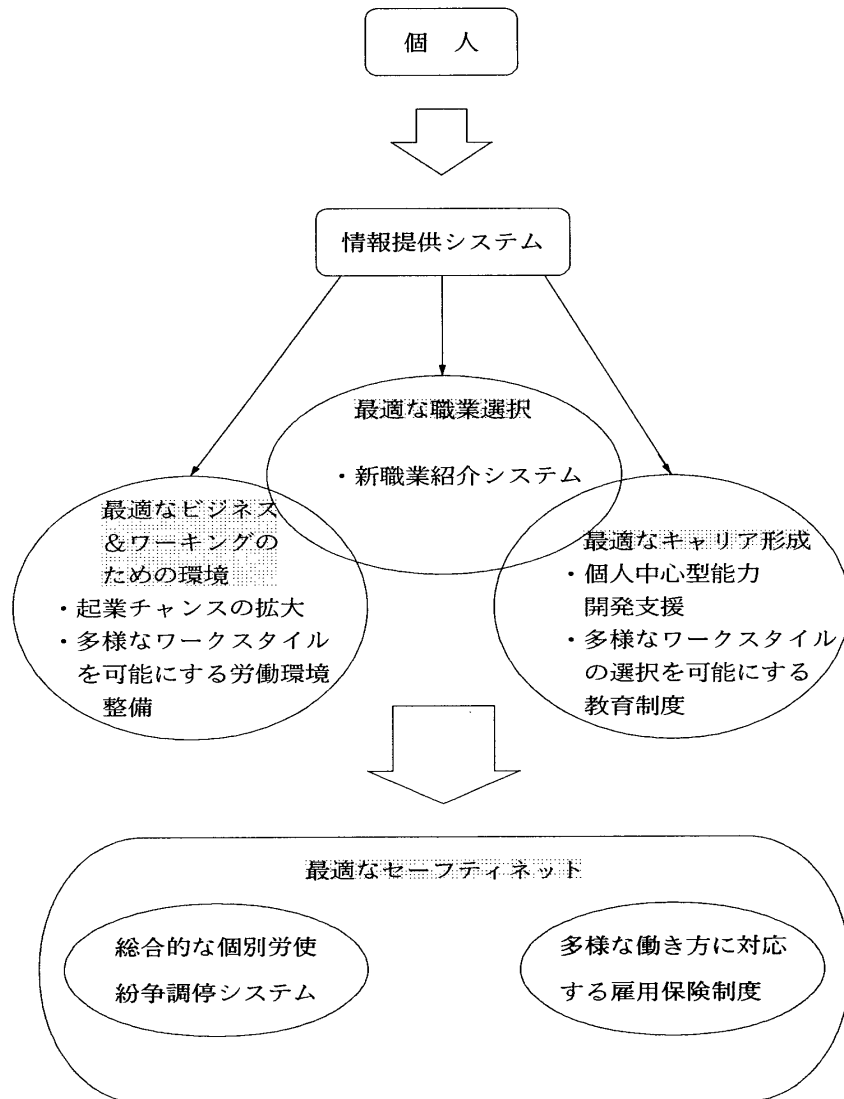 個 人
情報提供システム
最適な職業選択
・新職業紹介システム
最適なビジネス
＆ワーキングの
ための環境
・起業チャンスの拡大
・多様なワークスタイル
を可能にする労働環境
整備
最適なキャリア形成
・個人中心型能力
開発支援
・多様なワークスタイル
の選択を可能にする
教育制度
最適なセーフティネット
総合的な個別労使
紛争調停システム
多様な働き方に対応
する雇用保険制度